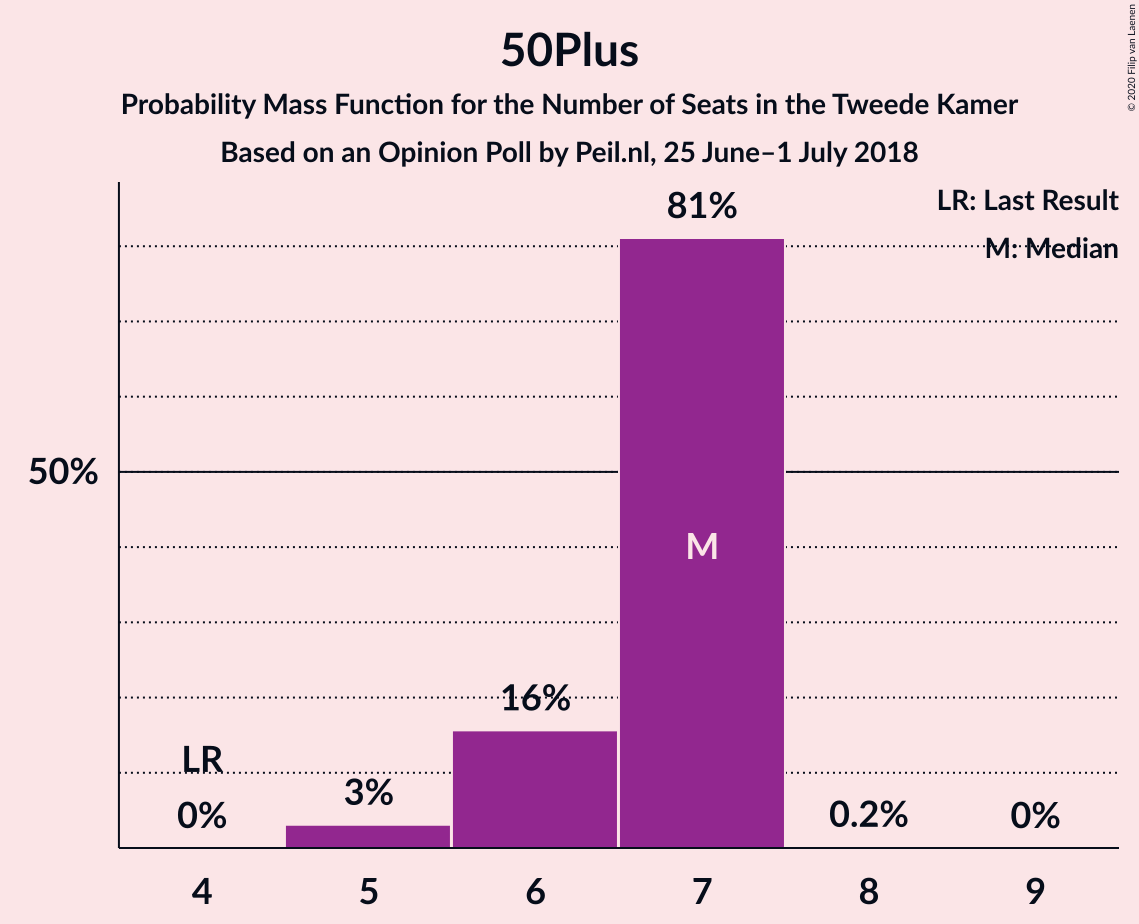 50Plus
Probability Mass Function for the Number of Seats in the Tweede Kamer
Based on an Opinion Poll by Peil.nl, 25 June–1 July 2018
© 2020 Filip van Laenen
LR: Last Result
M: Median
81%
50%
M
16%
LR
3%
0%
0.2%
0%
4 5 6 7 8 9